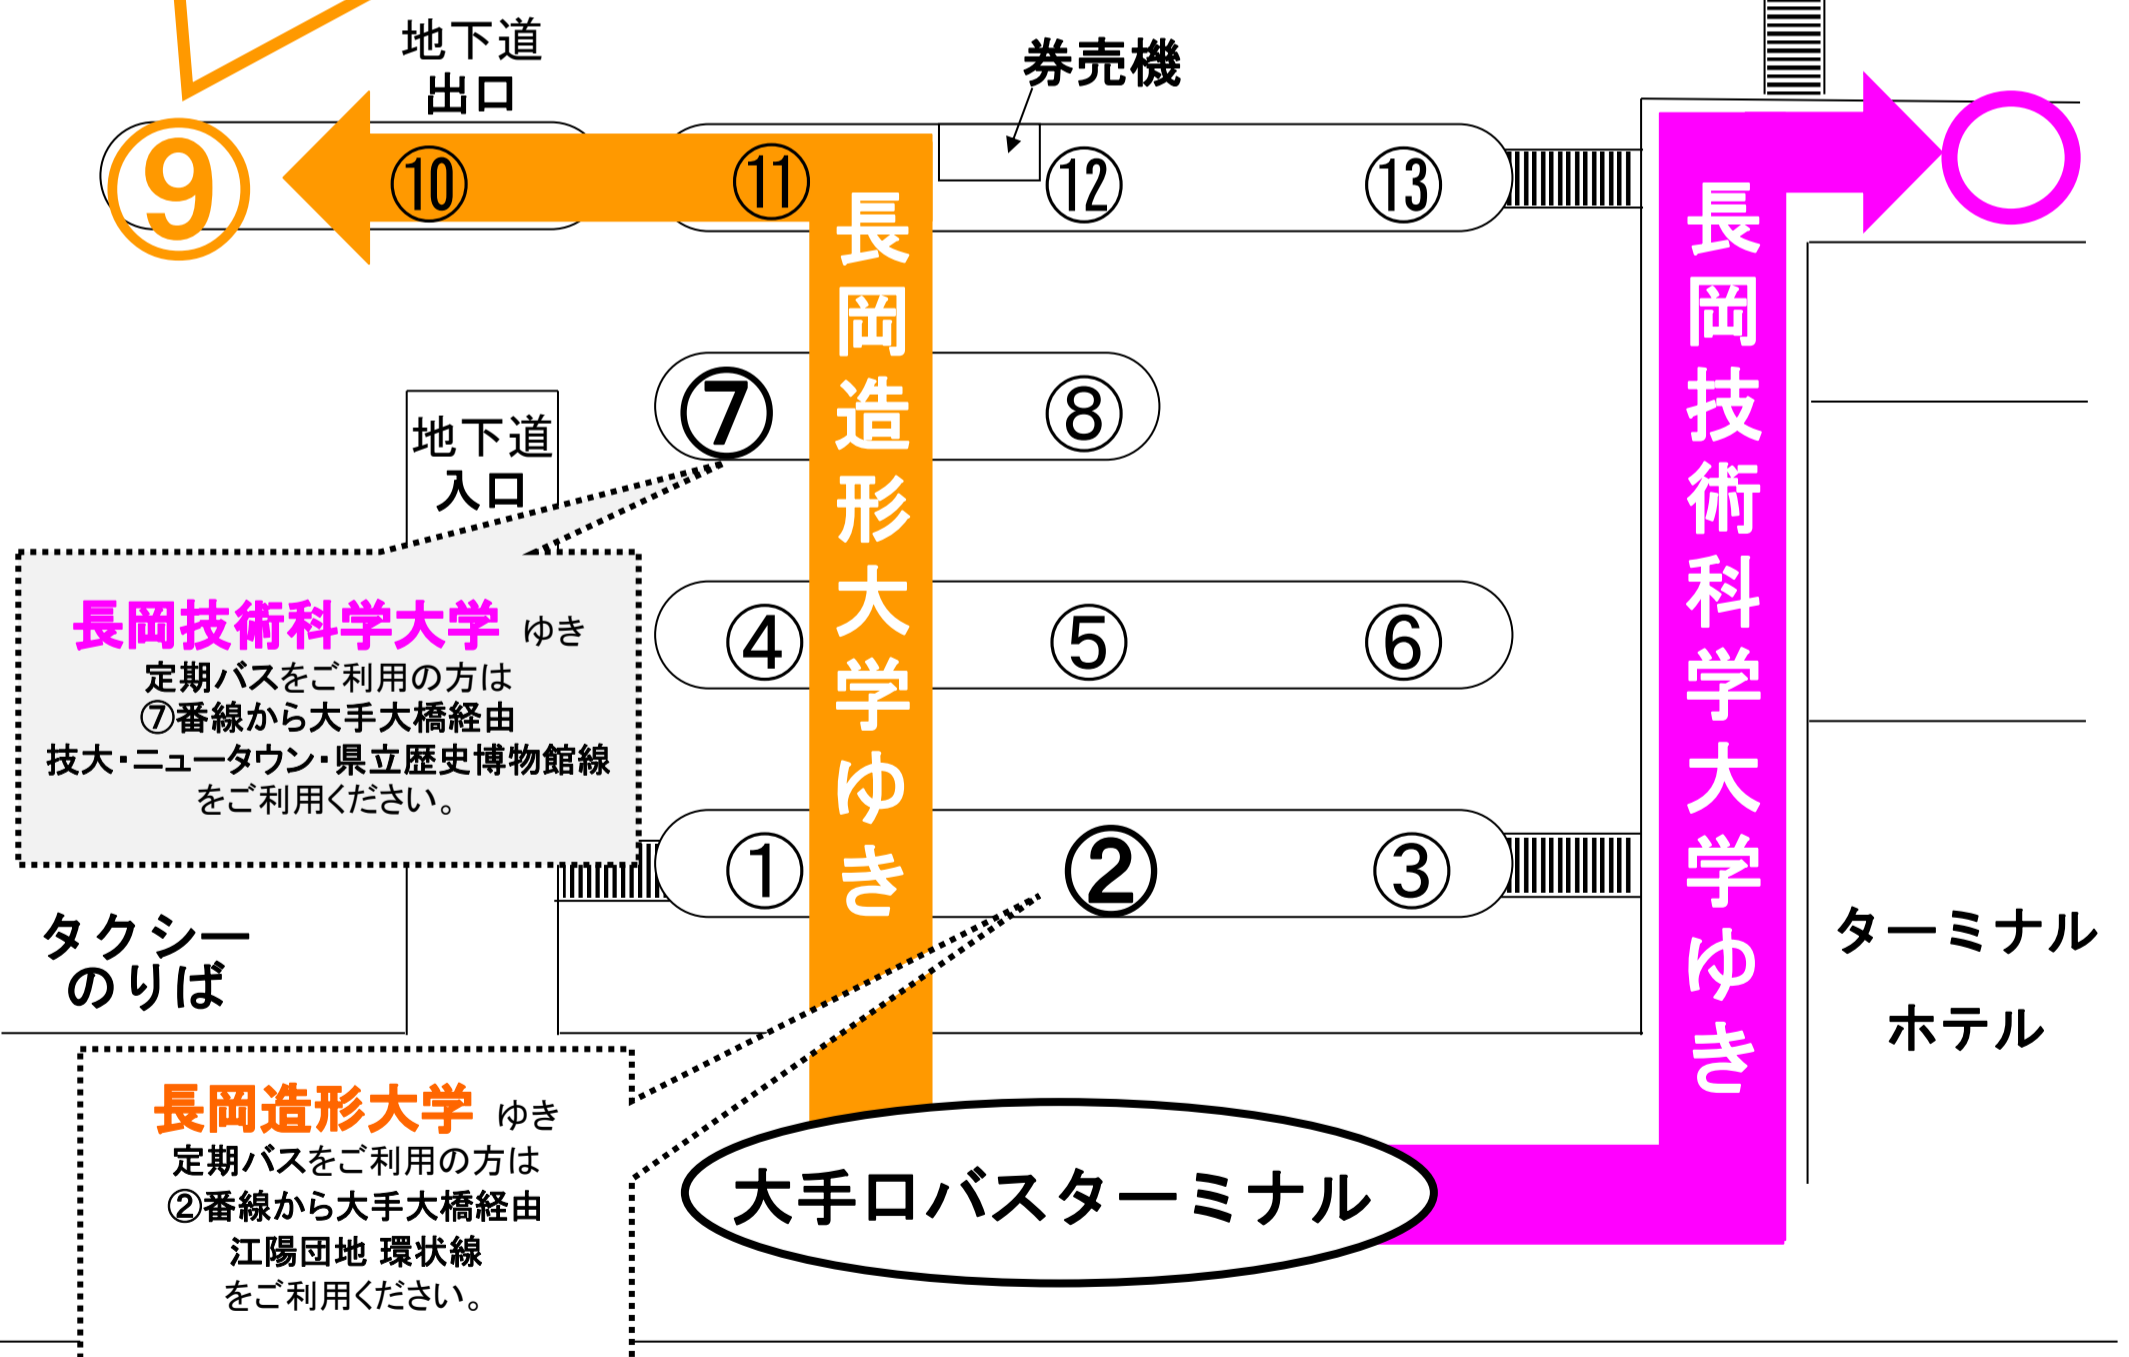 地下道
出口
券売機
⑨
⑩
⑪
⑫
⑬
長岡造形大学ゆき
長岡技術科学大学ゆき
⑦
⑧
地下道
入口
長岡技術科学大学 ゆき
定期バスをご利用の方は
⑦番線から大手大橋経由
技大・ニュータウン・県立歴史博物館線
をご利用ください。
④
⑤
⑥
①
②
③
タクシー
のりば
ターミナル
ホテル
長岡造形大学 ゆき
定期バスをご利用の方は
②番線から大手大橋経由
江陽団地 環状線
をご利用ください。
大手口バスターミナル